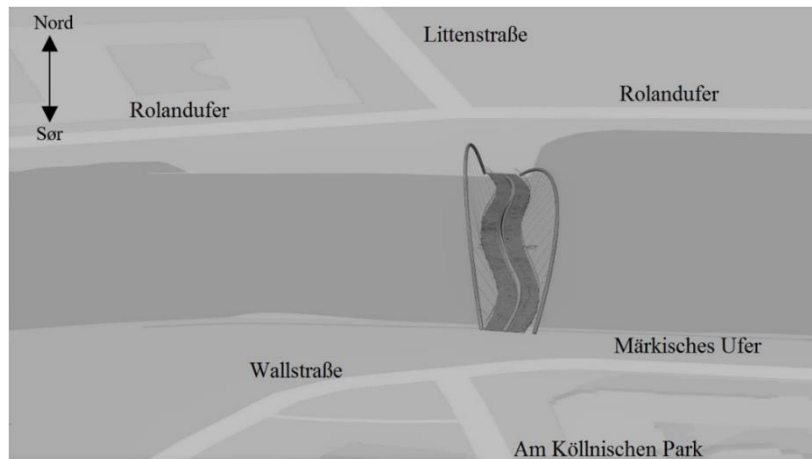 Nord
Littenstraße
Rolandufer
Rolandufer
Sør
Märkisches Ufer
Wallstraße
Am Köllnischen Park